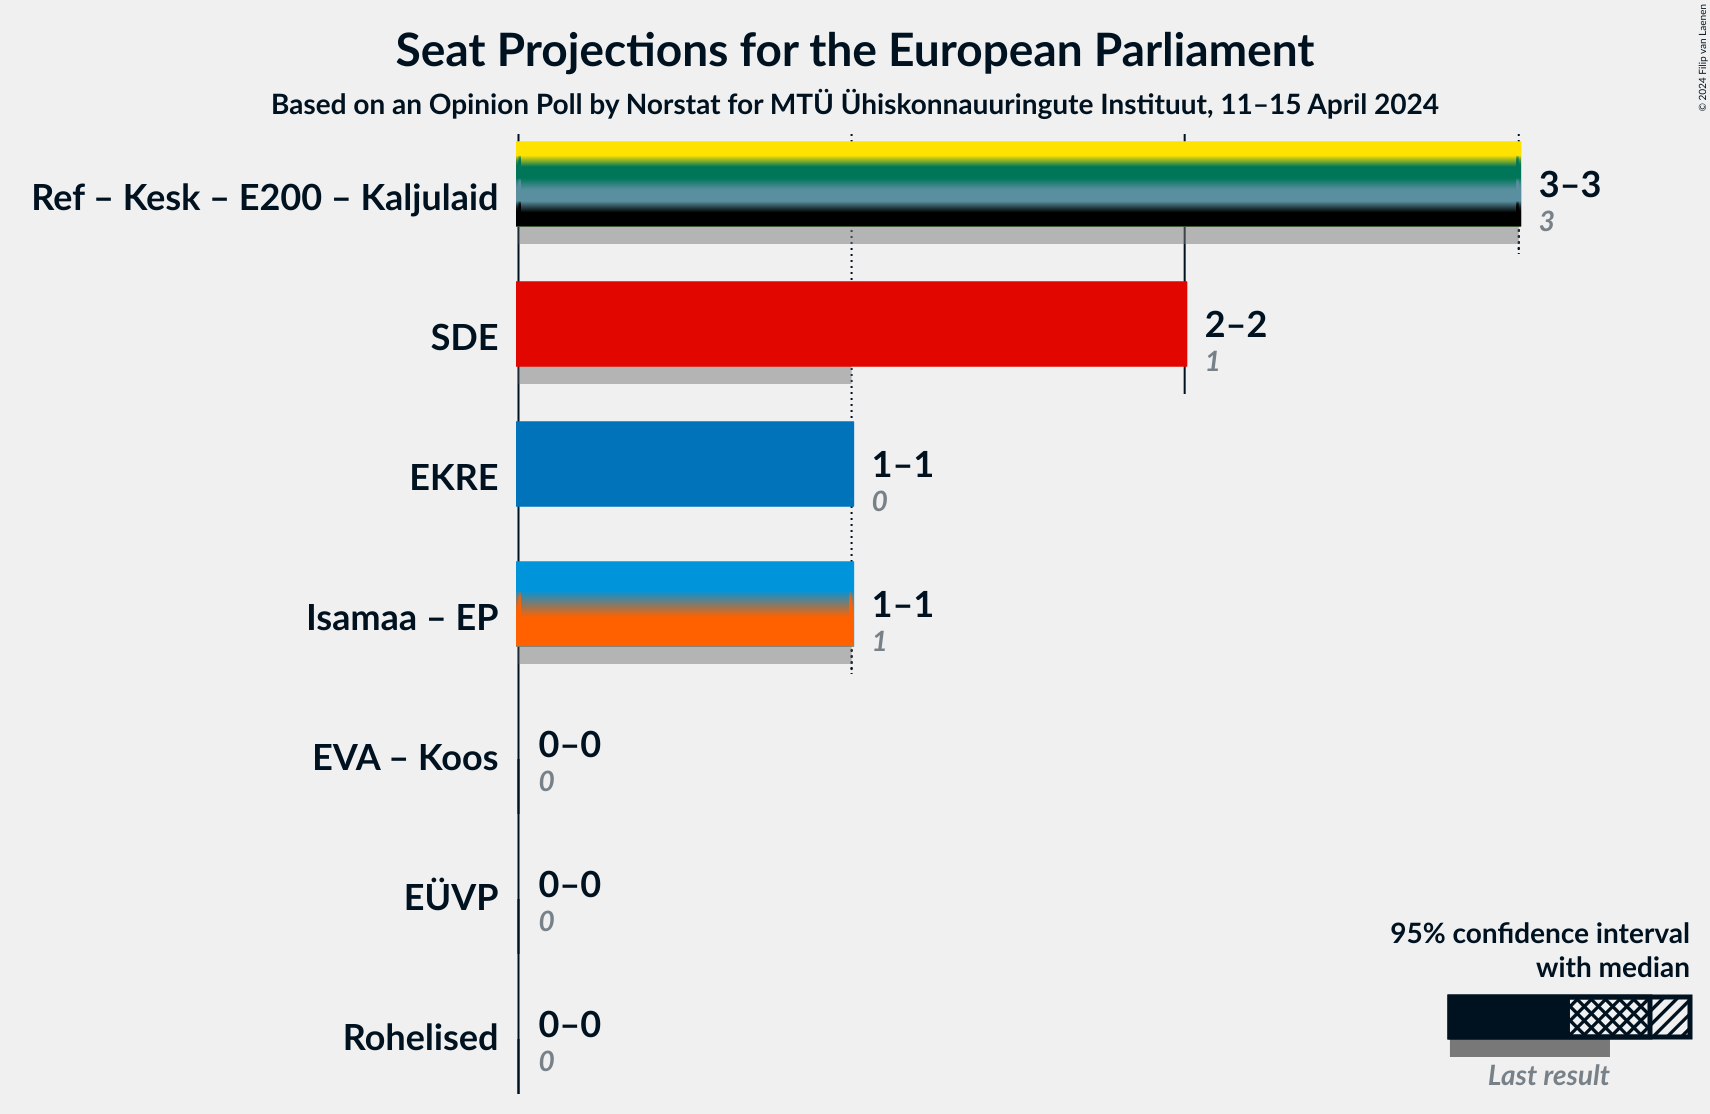 Seat Projections for the European Parliament
Based on an Opinion Poll by Norstat for MTÜ Ühiskonnauuringute Instituut, 11–15 April 2024
© 2024 Filip van Laenen
Ref – Kesk – E200 – Kaljulaid
3–3
3
SDE
2–2
1
EKRE
1–1
0
Isamaa – EP
1–1
1
EVA – Koos
0–0
0
EÜVP
0–0
0
Rohelised
0–0
0
95% confidence interval
with median
Last result